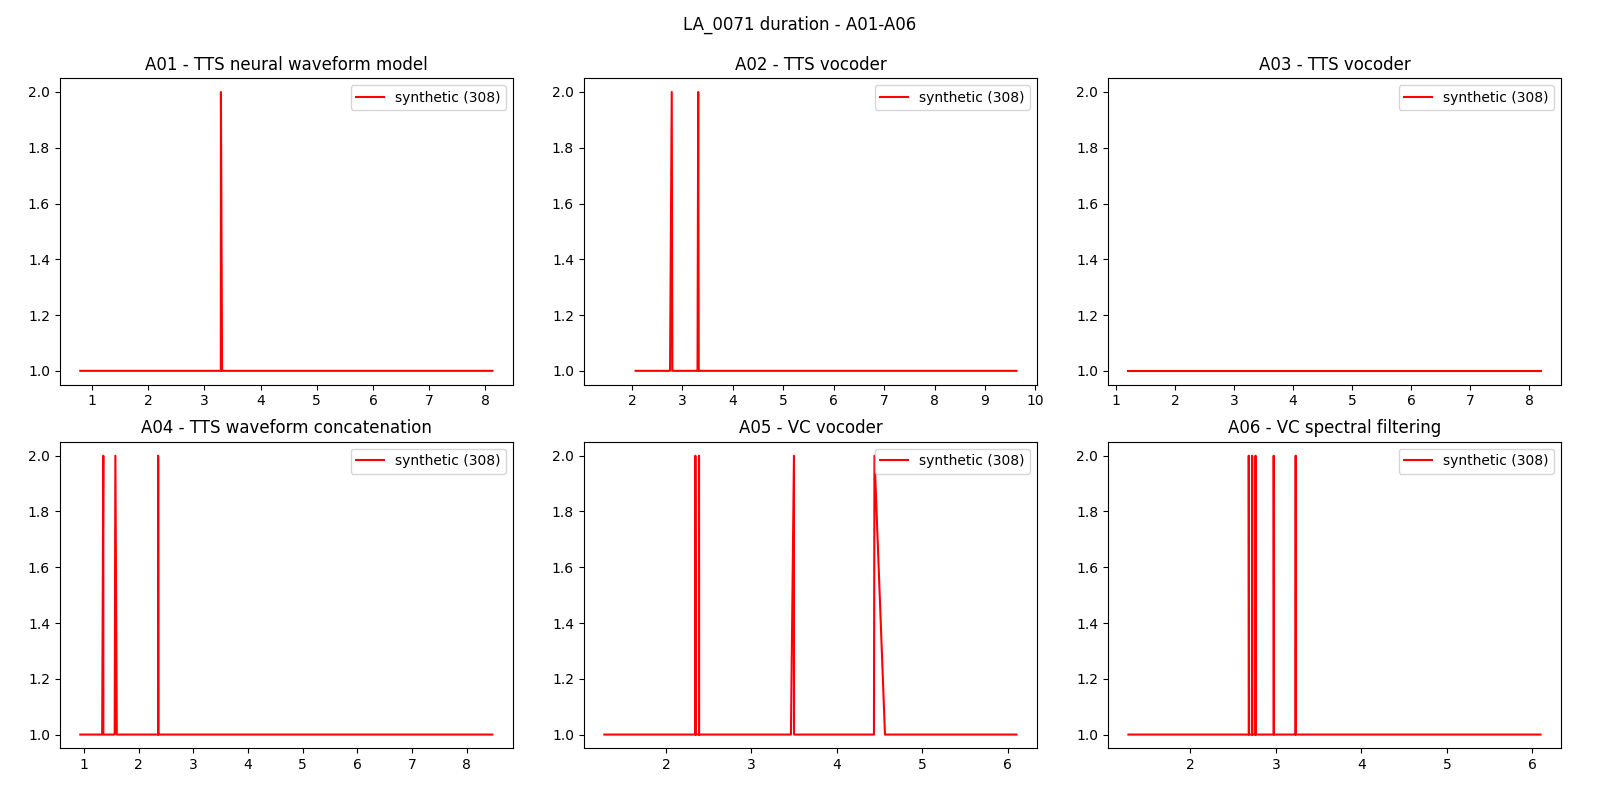 LA_0071 duration - A01-A06
A01 - TTS neural waveform model
synthetic (308)
2.0
1.8
1.6
1.4
1.2
1.0
1 2 3 4 5 6 7 8
A02 - TTS vocoder
synthetic (308)
2.0
1.8
1.6
1.4
1.2
1.0
2 3 4 5 6 7 8 9 10
A03 - TTS vocoder
synthetic (308)
2.0
1.8
1.6
1.4
1.2
1.0
1 2 3 4 5 6 7 8
A04 - TTS waveform concatenation
synthetic (308)
2.0
1.8
1.6
1.4
1.2
1.0
1 2 3 4 5 6 7 8
A05 - VC vocoder
synthetic (308)
2.0
1.8
1.6
1.4
1.2
1.0
2 3 4 5 6
A06 - VC spectral filtering
synthetic (308)
2.0
1.8
1.6
1.4
1.2
1.0
2 3 4 5 6